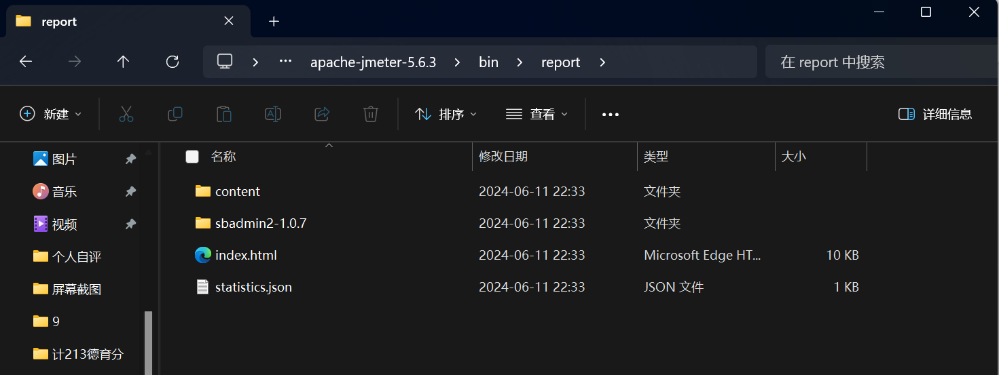 report
apache-jmeter-5.6.3 bin report 在 report 中搜索
新建 排序 查看 详细信息
图片
音乐
视频
个人自评
屏幕截图
9
计213德育分
名称 修改日期 类型 大小
content 2024-06-11 22:33 文件夹
sbadmin2-1.0.7 2024-06-11 22:33 文件夹
index.html 2024-06-11 22:33 Microsoft Edge HT... 10 KB
statistics.json 2024-06-11 22:33 JSON 文件 1 KB